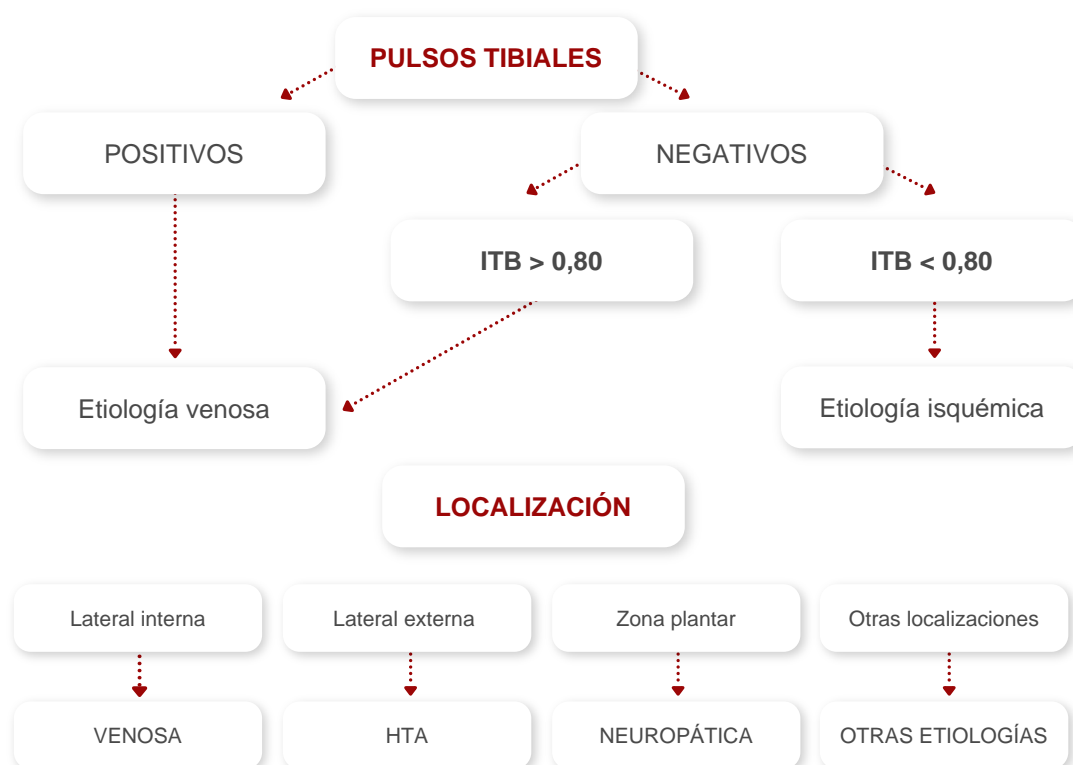 PULSOS TIBIALES
POSITIVOS
NEGATIVOS
ITB > 0,80
ITB < 0,80
Etiología venosa
Etiología isquémica
LOCALIZACIÓN
Lateral interna
Lateral externa
Zona plantar
Otras localizaciones
VENOSA
HTA
NEUROPÁTICA
OTRAS ETIOLOGÍAS